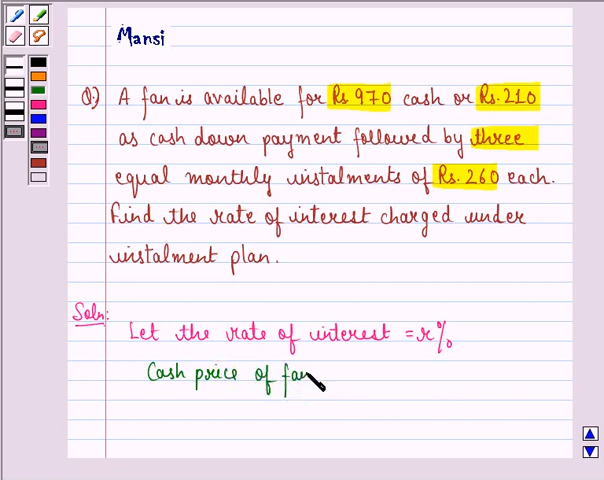 Mansi
Q.) A fan is available for Rs. 970 cash or Rs. 210
as cash down payment followed by three
equal monthly instalments of Rs. 260 each.
Find the rate of interest charged under
instalment plan.
Soln:
Let the rate of interest = r%
Cash price of fan